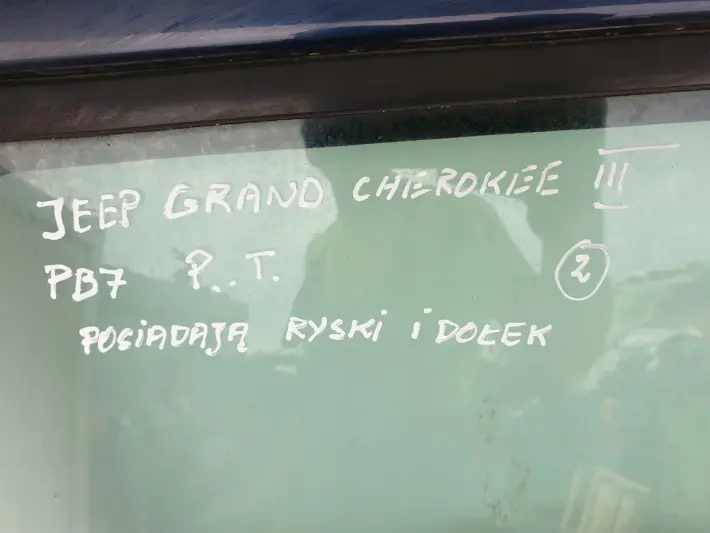 JEEP GRAND CHEROKEE III
PB7 P..T. 2
POSIADAJĄ RYSKI i DOŁEK